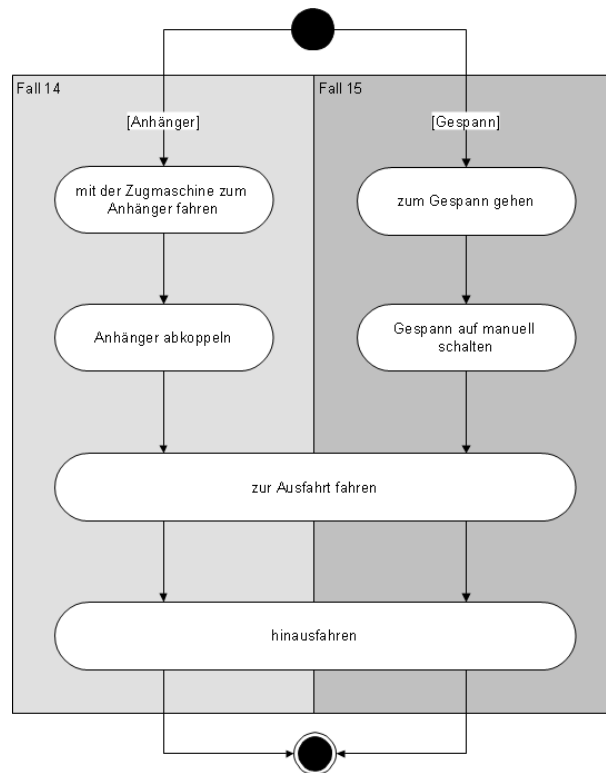 Fall 14
Fall 15
[Anhänger]
[Gespann]
mit der Zugmaschine zum
Anhänger fahren
zum Gespann gehen
Anhänger abkoppeln
Gespann auf manuell
schalten
zur Ausfahrt fahren
hinausfahren